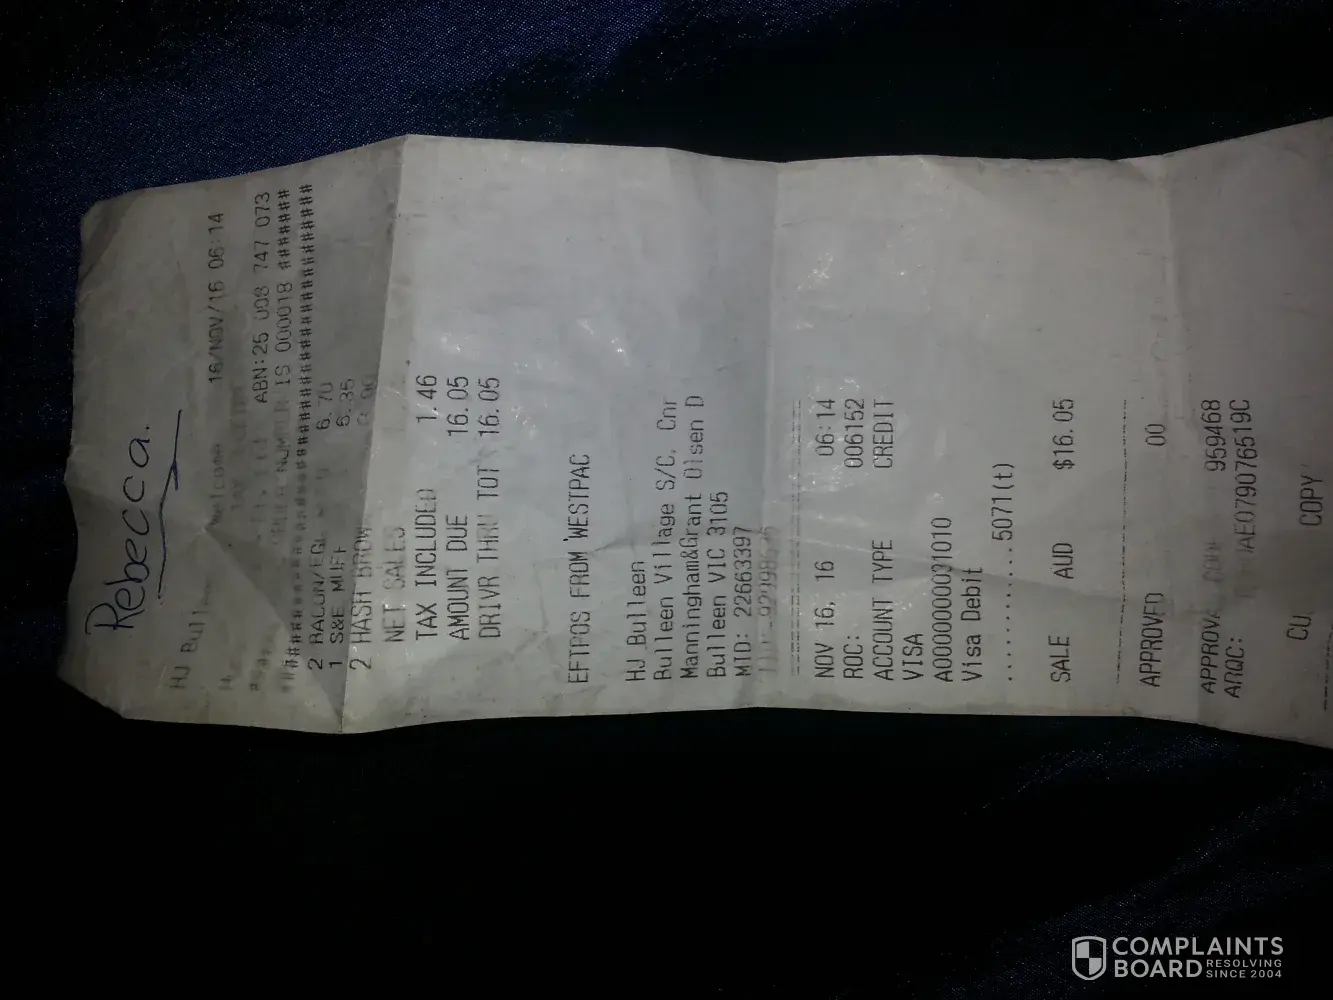 Rebecca.
HJ Bull
Welcome 16/NOV/16 06:14
ABN:25 008 747 073
NUMBER IS 000018 #######
##################
2 BACON/EGG 6.70
1 S&E MUFF 6.35
2 HASH BROW
NET SALES
TAX INCLUDED 1.46
AMOUNT DUE 16.05
DRIVR THRU TOT 16.05
EFTPOS FROM WESTPAC
HJ Bulleen
Bulleen Village S/C, Cnr
Manningham&Grant Olsen D
Bulleen VIC 3105
MID: 22663397
NOV 16, 16 06:14
ROC: 006152
ACCOUNT TYPE CREDIT
VISA
A0000000031010
Visa Debit
............5071(t)
SALE AUD $16.05
APPROVED 00
959468
ARQC: AE079076519C
COPY
COMPLAINTS
BOARD RESOLVING
SINCE 2004